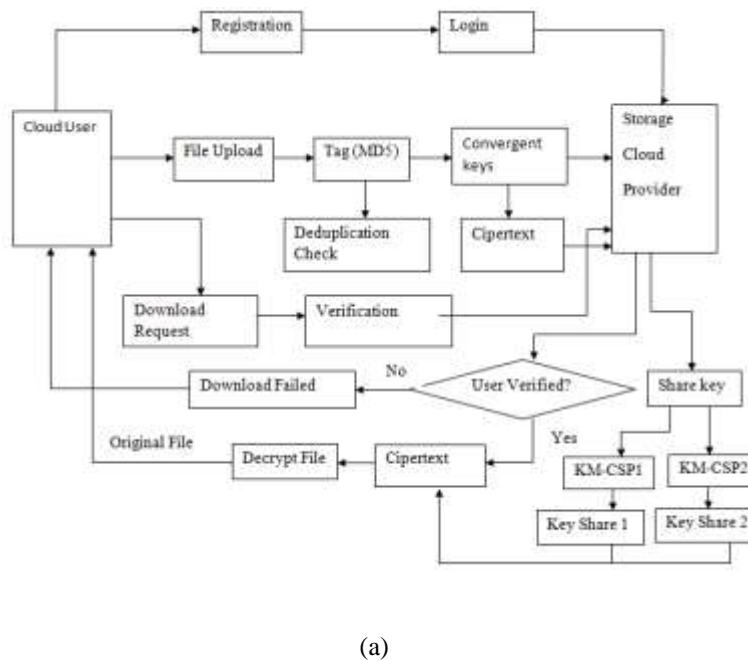 Registration
Login
Cloud User
Storage
Cloud
Provider
File Upload
Tag (MD5)
Convergent
keys
Deduplication
Check
Cipertext
Download
Request
Verification
No
User Verified?
Download Failed
Share key
Original File
Yes
Decrypt File
Cipertext
KM-CSP1
KM-CSP2
Key Share 1
Key Share 2
(a)